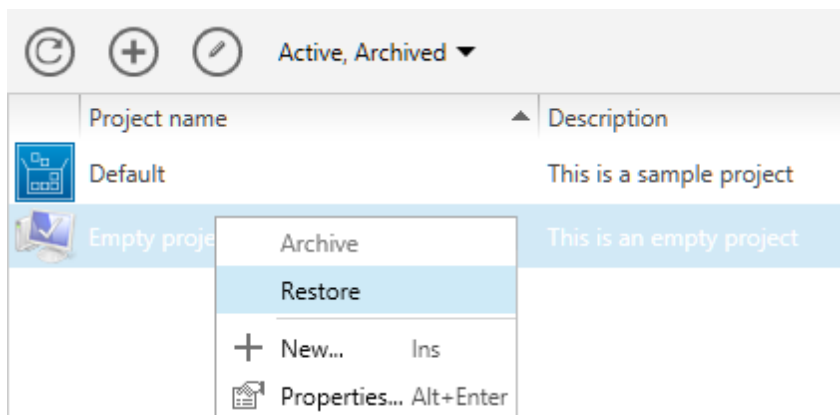 Active, Archived
Project name Description
Default This is a sample project
Empty proje This is an empty project
Archive
Restore
New... Ins
Properties... Alt+Enter